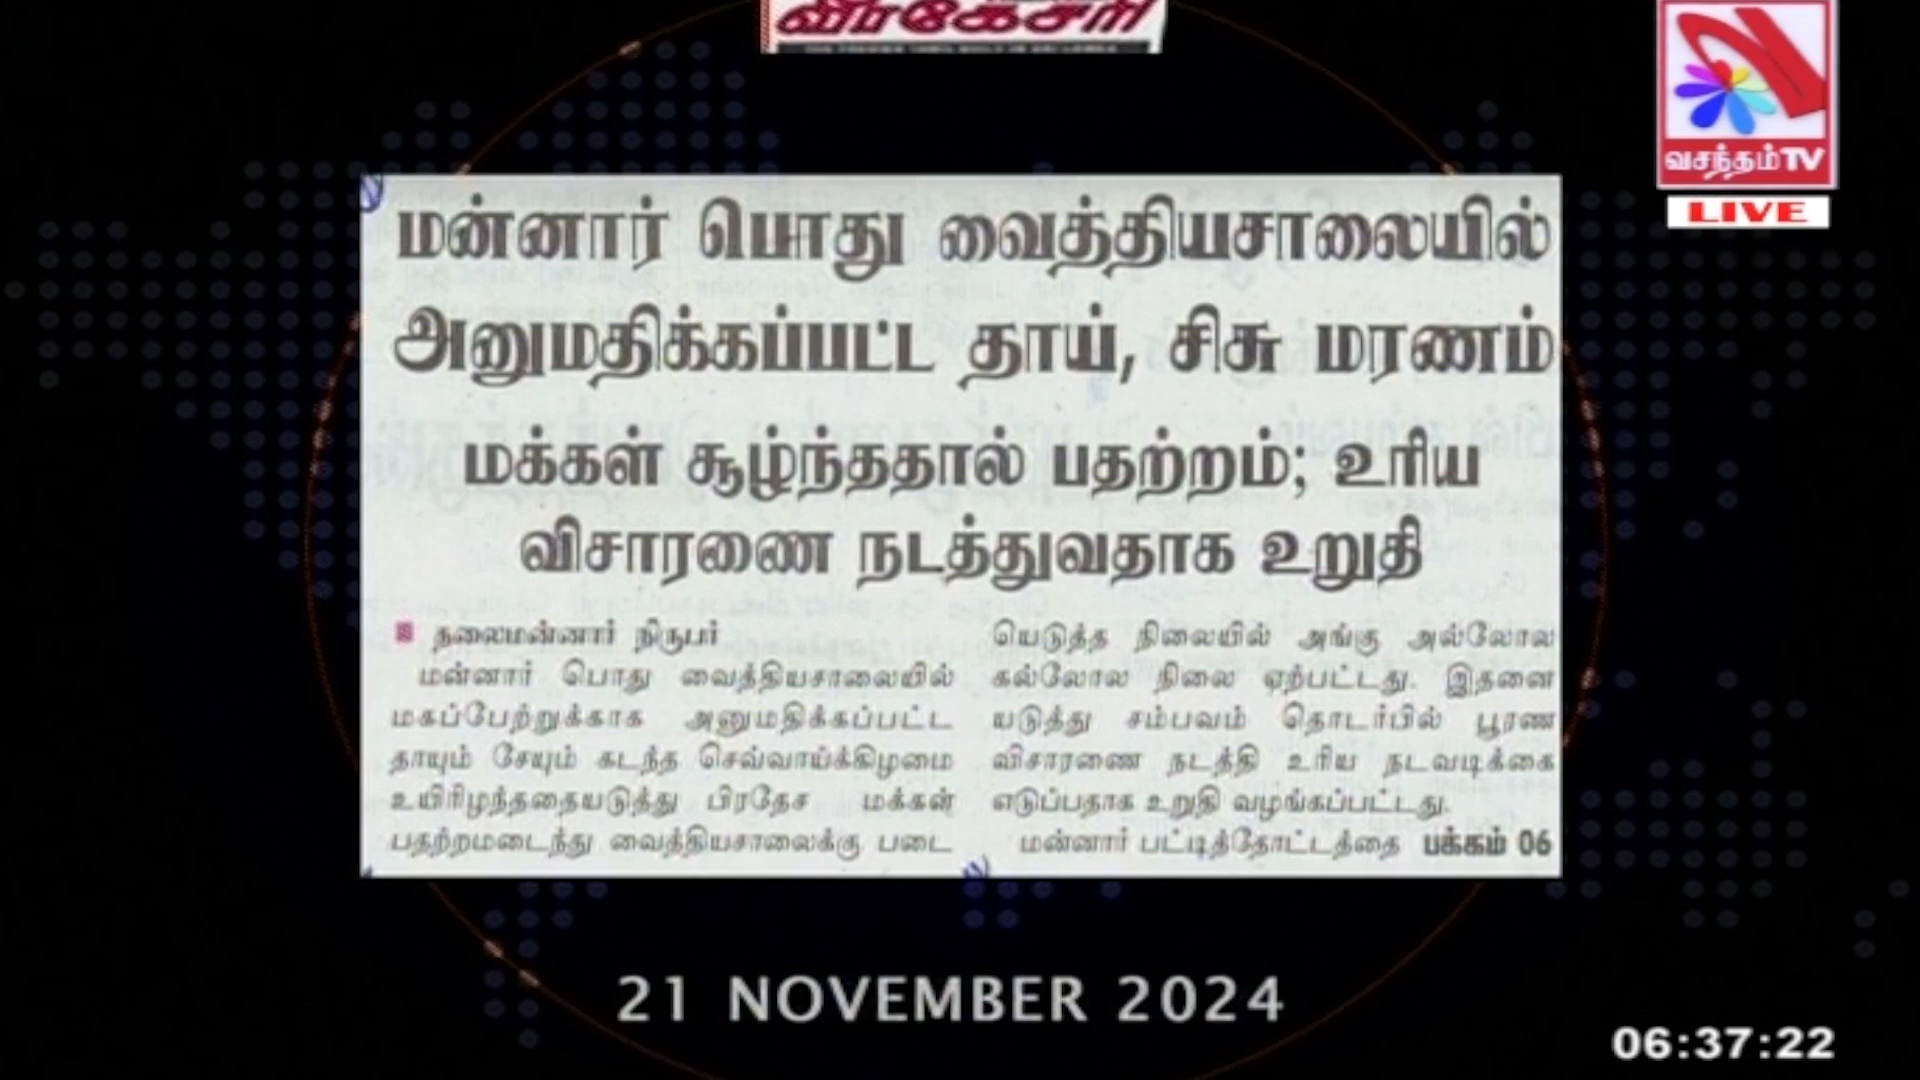 வீரகேசரி
வசந்தம்TV
LIVE
மன்னார் பொது வைத்தியசாலையில்
அனுமதிக்கப்பட்ட தாய், சிசு மரணம்
மக்கள் சூழ்ந்ததால் பதற்றம்; உரிய
விசாரணை நடத்துவதாக உறுதி
தலைமன்னார் நிருபர்
மன்னார் பொது வைத்தியசாலையில்
மகப்பேற்றுக்காக அனுமதிக்கப்பட்ட
தாயும் சேயும் கடந்த செவ்வாய்க்கிழமை
உயிரிழந்ததையடுத்து பிரதேச மக்கள்
பதற்றமடைந்து வைத்தியசாலைக்கு படை
யெடுத்த நிலையில் அங்கு அல்லோல
கல்லோல நிலை ஏற்பட்டது. இதனை
யடுத்து சம்பவம் தொடர்பில் பூரண
விசாரணை நடத்தி உரிய நடவடிக்கை
எடுப்பதாக உறுதி வழங்கப்பட்டது.
மன்னார் பட்டித்தோட்டத்தை பக்கம் 06
21 NOVEMBER 2024
06:37:22